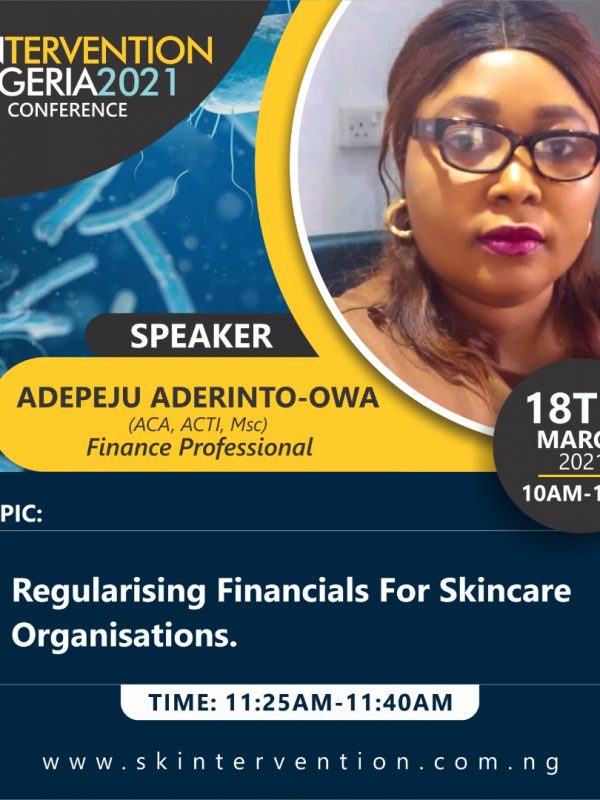 NTERVENTION
GERIA2021
CONFERENCE
SPEAKER
ADEPEJU ADERINTO-OWA
(ACA, ACTI, Msc)
Finance Professional
18T
MARC
2021
10AM-1
PIC:
Regularising Financials For Skincare
Organisations.
TIME: 11:25AM-11:40AM
www.skintervention.com.ng